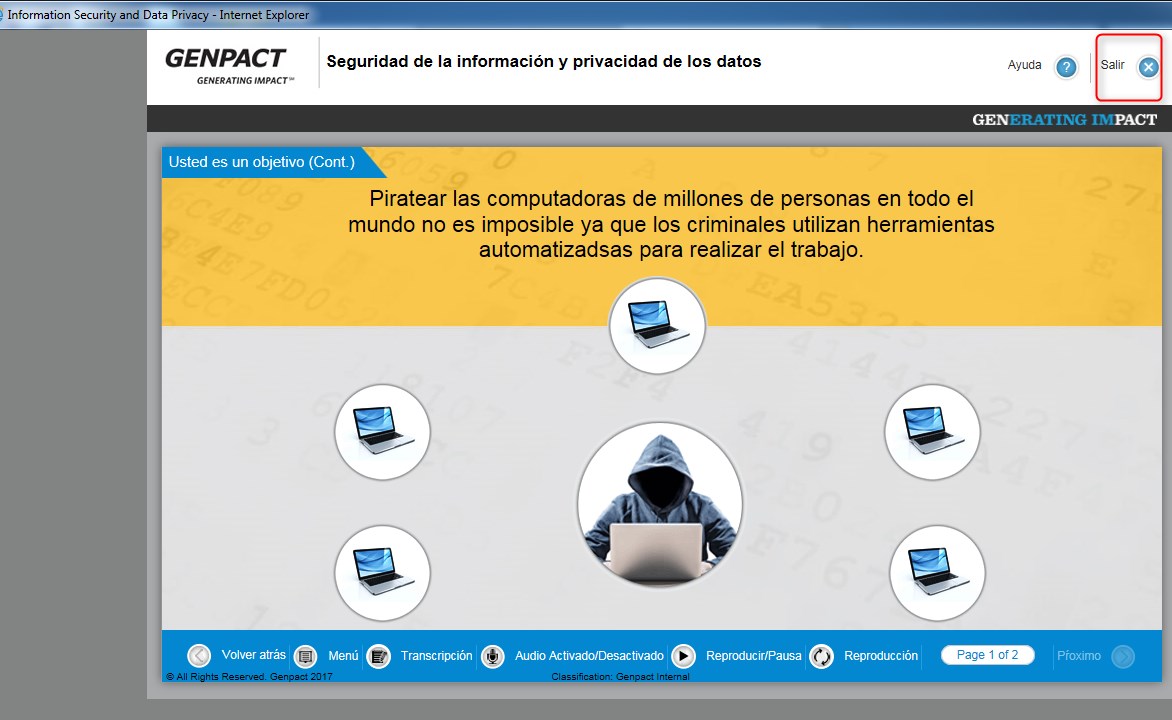 Information Security and Data Privacy - Internet Explorer
GENPACT
GENERATING IMPACT℠
Seguridad de la información y privacidad de los datos
Ayuda
?
Salir
GENERATING IMPACT
Usted es un objetivo (Cont.)
Piratear las computadoras de millones de personas en todo el
mundo no es imposible ya que los criminales utilizan herramientas
automatizadsas para realizar el trabajo.
Volver atrás
Menú
Transcripción
Audio Activado/Desactivado
Reproducir/Pausa
Reproducción
Page 1 of 2
Próximo
© All Rights Reserved. Genpact 2017
Classification: Genpact Internal